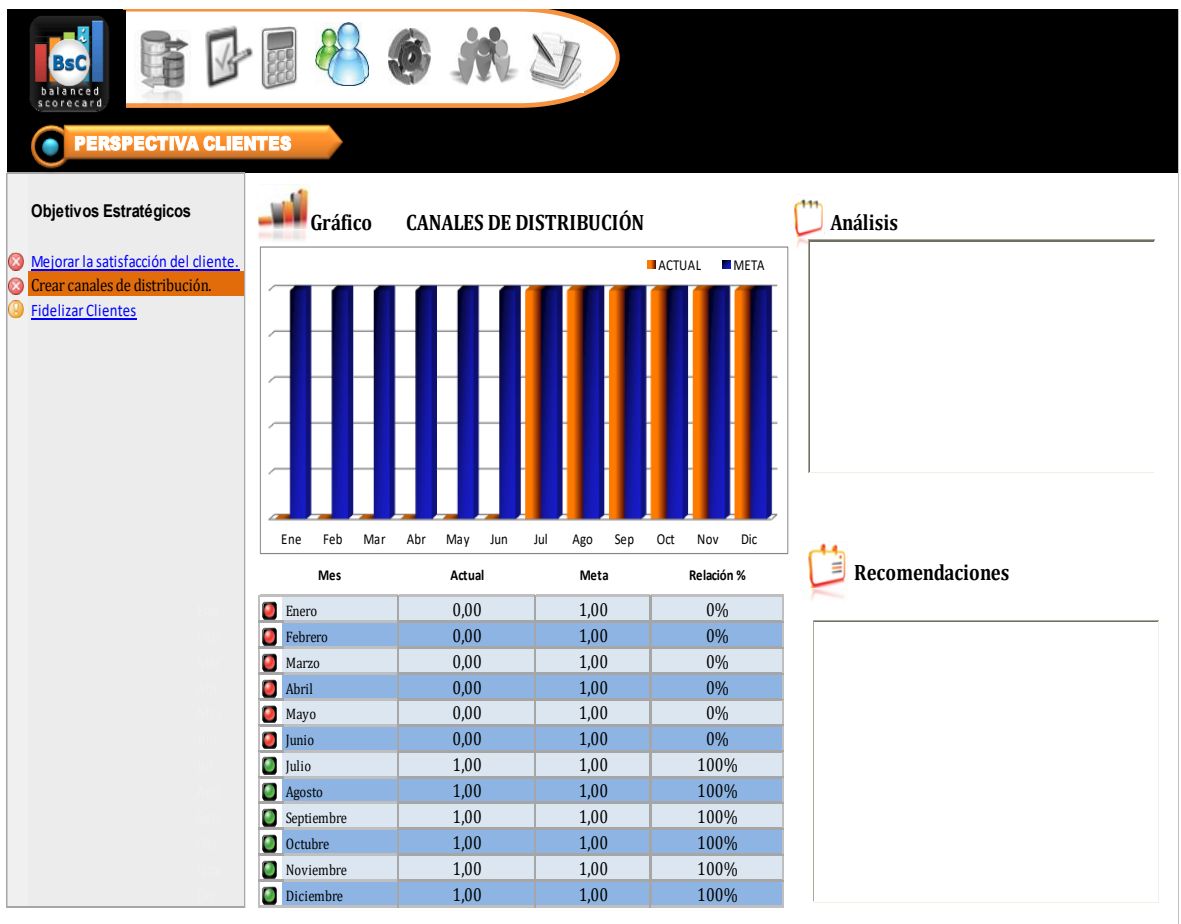 BsC
balanced
scorecard
PERSPECTIVA CLIENTES
Objetivos Estratégicos
Mejorar la satisfacción del cliente.
Crear canales de distribución.
Fidelizar Clientes
Gráfico CANALES DE DISTRIBUCIÓN
ACTUAL META
Ene Feb Mar Abr May Jun Jul Ago Sep Oct Nov Dic
Mes Actual Meta Relación %
Enero 0,00 1,00 0%
Febrero 0,00 1,00 0%
Marzo 0,00 1,00 0%
Abril 0,00 1,00 0%
Mayo 0,00 1,00 0%
Junio 0,00 1,00 0%
Julio 1,00 1,00 100%
Agosto 1,00 1,00 100%
Septiembre 1,00 1,00 100%
Octubre 1,00 1,00 100%
Noviembre 1,00 1,00 100%
Diciembre 1,00 1,00 100%
Análisis
Recomendaciones